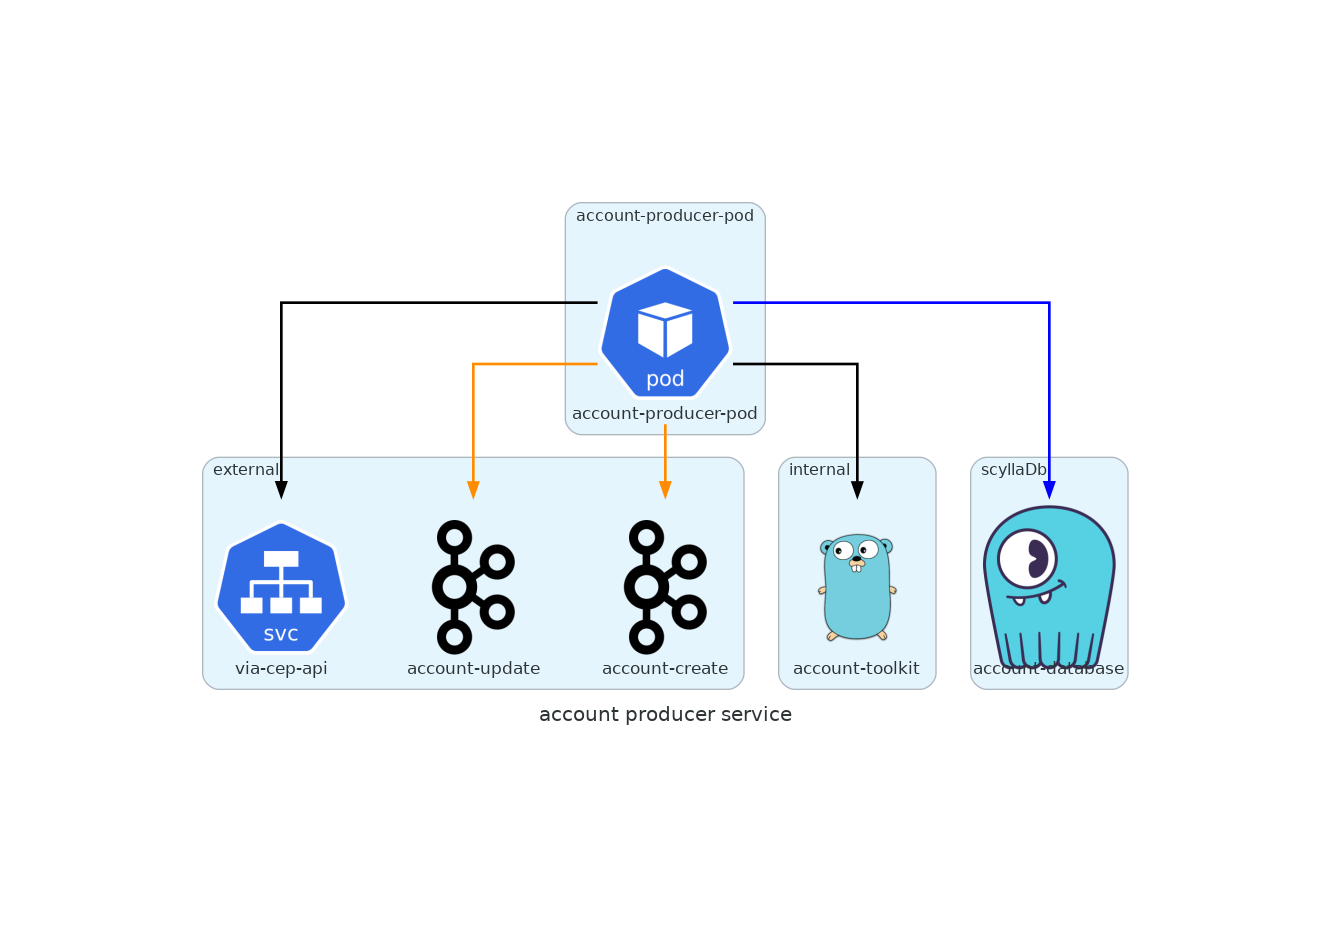 account-producer-pod
pod
account-producer-pod
external
internal
scyllaDb
svc
via-cep-api
account-update
account-create
account-toolkit
account-database
account producer service